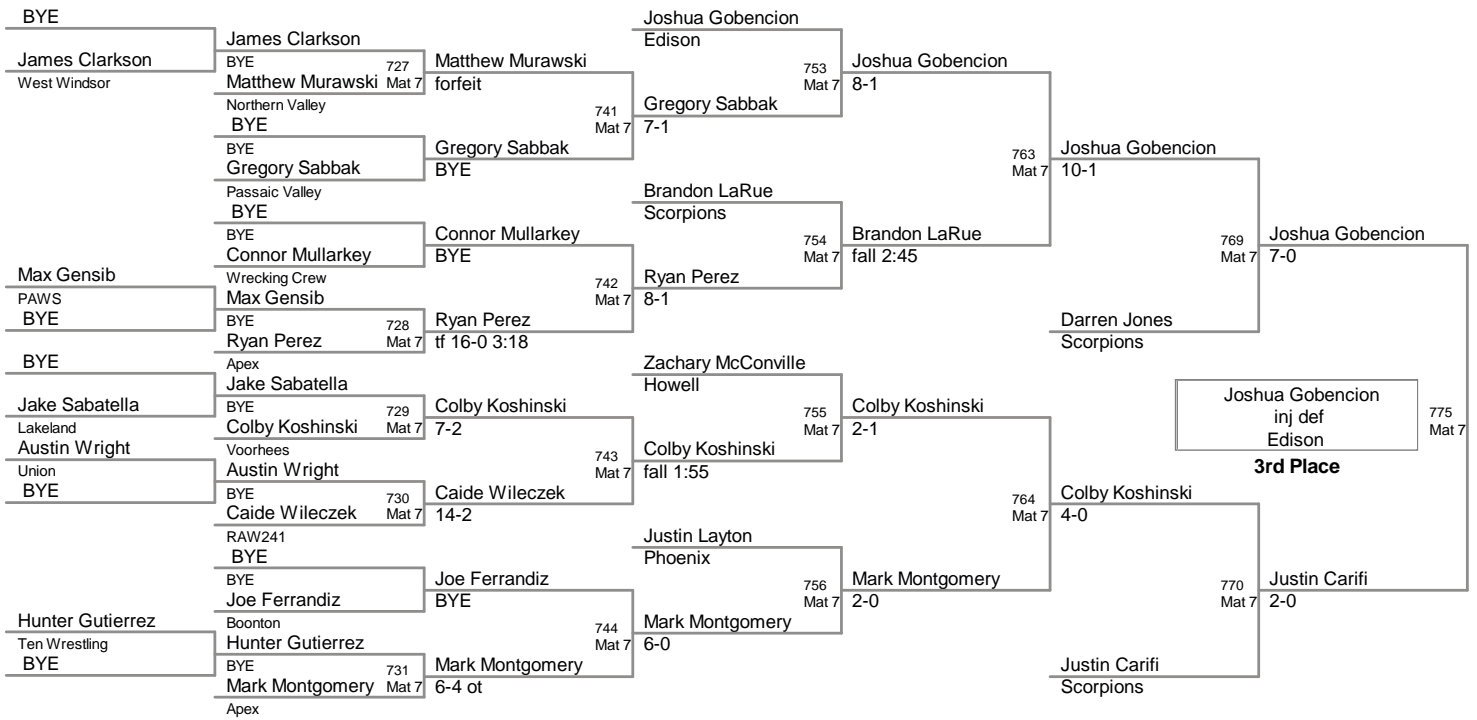 BYE
James Clarkson
West Windsor
Max Gensib
PAWS
BYE
BYE
Jake Sabatella
Lakeland
Austin Wright
Union
BYE
Hunter Gutierrez
Ten Wrestling
BYE
James Clarkson
BYE
727
Matthew Murawski
Mat 7
Northern Valley
BYE
BYE
Gregory Sabbak
Passaic Valley
BYE
BYE
Connor Mullarkey
Wrecking Crew
Max Gensib
BYE
728
Ryan Perez
Mat 7
Apex
Jake Sabatella
BYE
729
Colby Koshinski
Mat 7
Voorhees
Austin Wright
BYE
730
Caide Wileczek
Mat 7
RAW241
BYE
BYE
Joe Ferrandiz
Boonton
Hunter Gutierrez
BYE
731
Mark Montgomery
Mat 7
Apex
Matthew Murawski
forfeit
741
Mat 7
Gregory Sabbak
BYE
Connor Mullarkey
BYE
742
Mat 7
Ryan Perez
tf 16-0 3:18
Colby Koshinski
7-2
743
Mat 7
Caide Wileczek
14-2
Joe Ferrandiz
BYE
744
Mat 7
Mark Montgomery
6-4 ot
Joshua Gobencion
Edison
753
Mat 7
Gregory Sabbak
7-1
Brandon LaRue
Scorpions
754
Mat 7
Ryan Perez
8-1
Zachary McConville
Howell
755
Mat 7
Colby Koshinski
fall 1:55
Justin Layton
Phoenix
756
Mat 7
Mark Montgomery
6-0
Joshua Gobencion
8-1
763
Mat 7
Brandon LaRue
fall 2:45
Colby Koshinski
2-1
764
Mat 7
Mark Montgomery
2-0
Joshua Gobencion
10-1
769
Mat 7
Darren Jones
Scorpions
Colby Koshinski
4-0
770
Mat 7
Justin Carifi
Scorpions
Joshua Gobencion
7-0
Joshua Gobencion
inj def
Edison
3rd Place
775
Mat 7
Justin Carifi
2-0